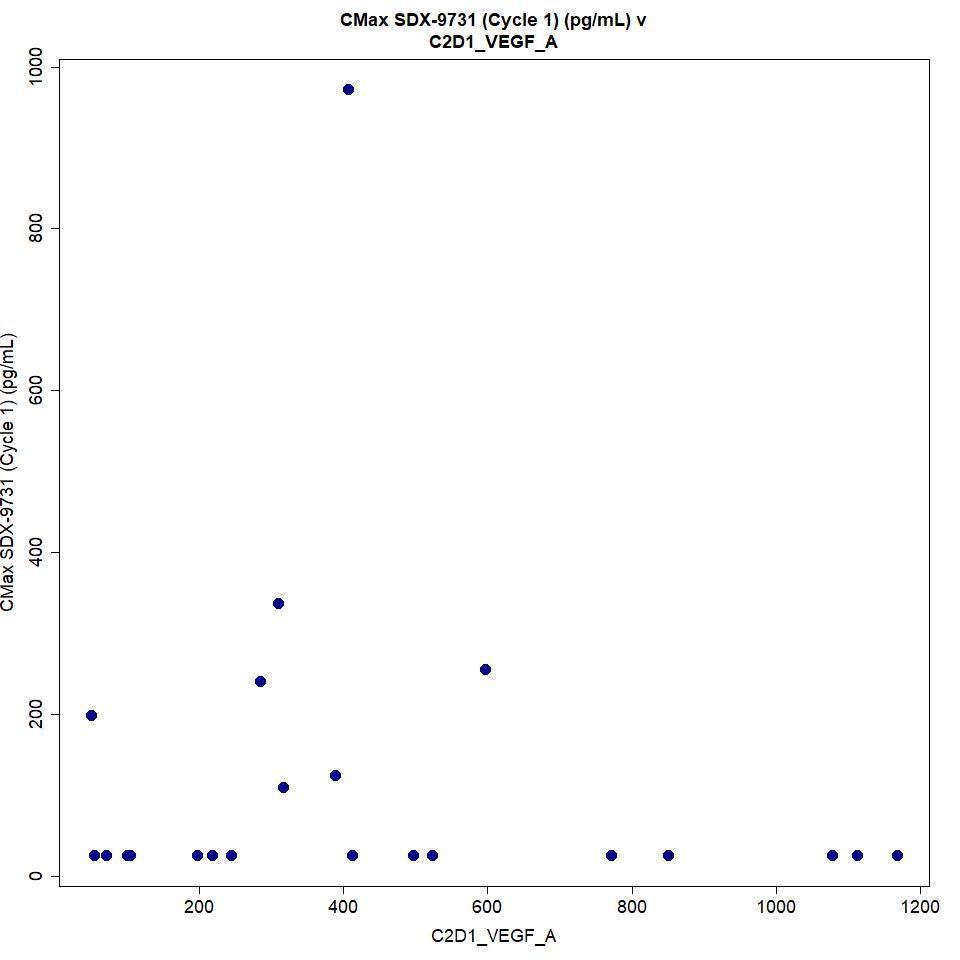 CMax SDX-9731 (Cycle 1) (pg/mL) v
C2D1_VEGF_A
1000
800
600
400
200
0
CMax SDX-9731 (Cycle 1) (pg/mL)
200 400 600 800 1000 1200
C2D1_VEGF_A